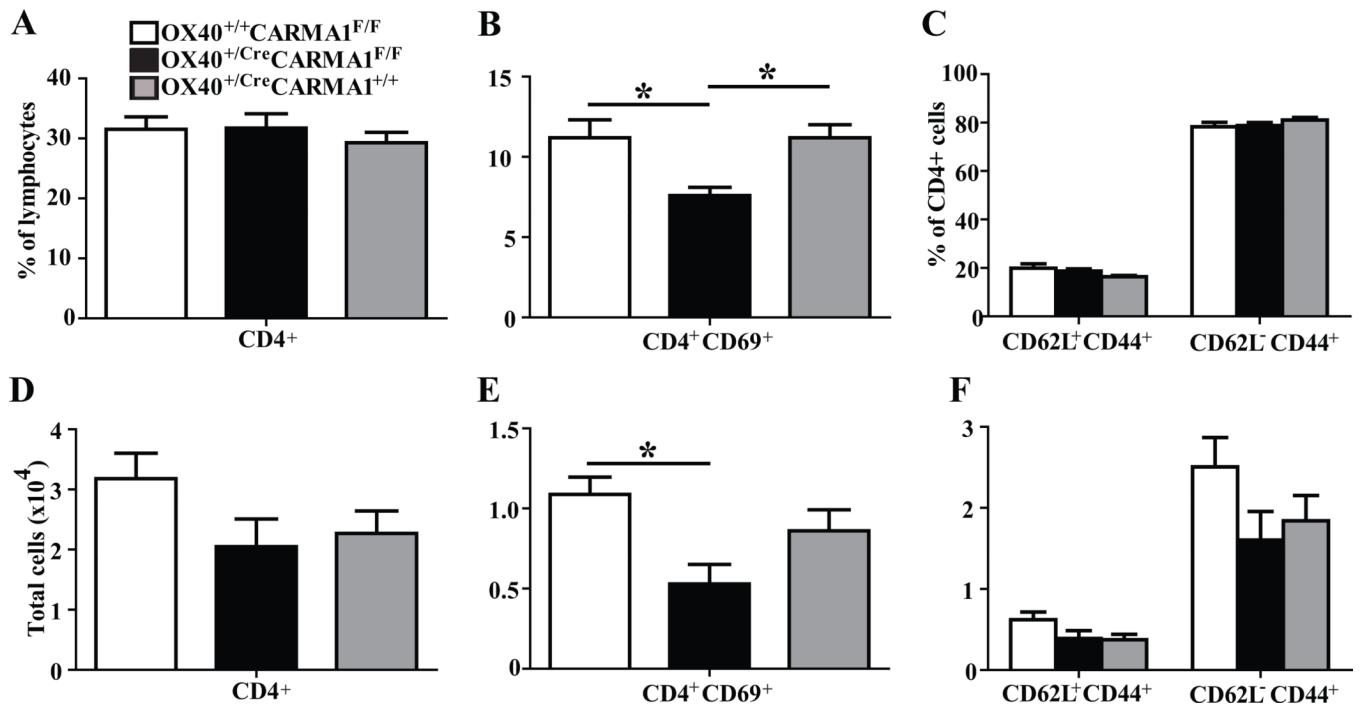 A
OX40+/+CARMA1F/F
OX40+/CreCARMA1F/F
OX40+/CreCARMA1+/+
% of lymphocytes
40
30
20
10
0
CD4+
B
15
10
5
0
* *
CD4+CD69+
C
% of CD4+ cells
100
80
60
40
20
0
CD62L+CD44+ CD62L-CD44+
D
Total cells (x10^4)
4
3
2
1
0
CD4+
E
1.5
1.0
0.5
0
*
CD4+CD69+
F
3
2
1
0
CD62L+CD44+ CD62L-CD44+